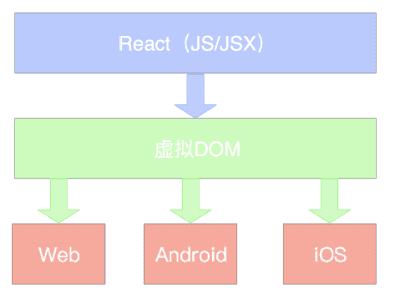 React（JS/JSX）
虚拟DOM
Web
Android
iOS